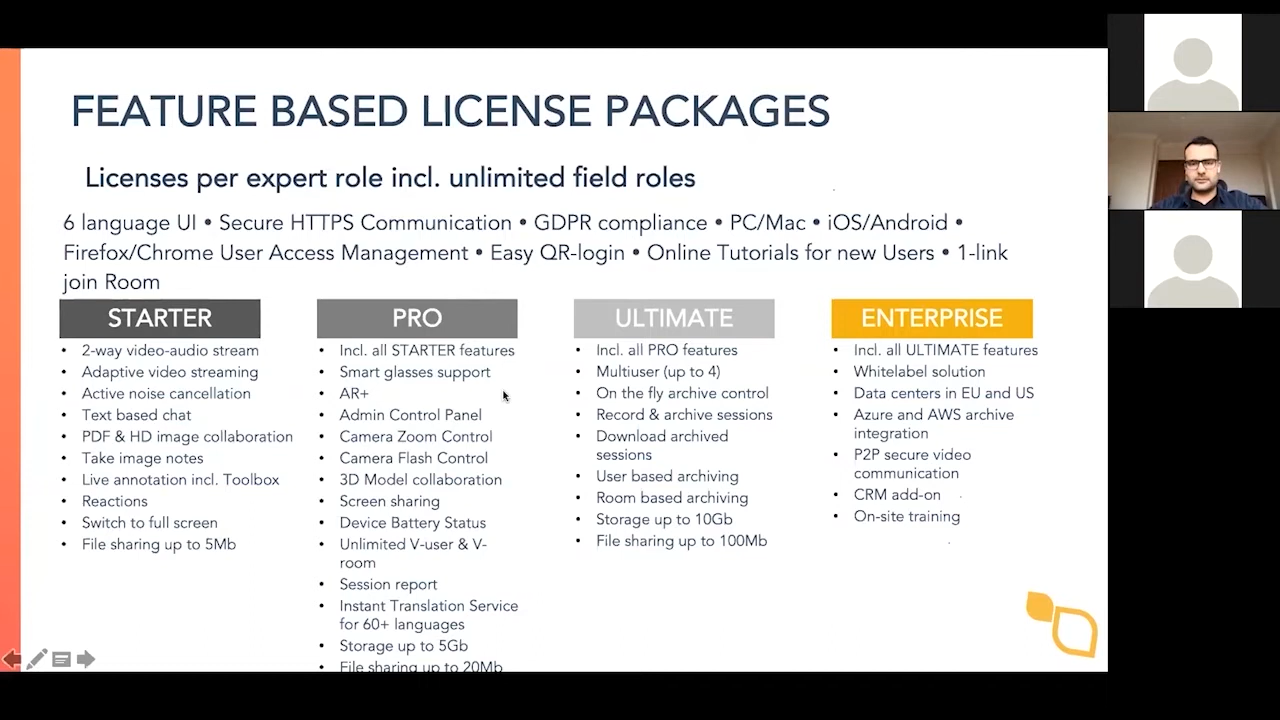 FEATURE BASED LICENSE PACKAGES
Licenses per expert role incl. unlimited field roles
6 language UI • Secure HTTPS Communication • GDPR compliance • PC/Mac • iOS/Android •
Firefox/Chrome User Access Management • Easy QR-login • Online Tutorials for new Users • 1-link
join Room
STARTER
• 2-way video-audio stream
• Adaptive video streaming
• Active noise cancellation
• Text based chat
• PDF & HD image collaboration
• Take image notes
• Live annotation incl. Toolbox
• Reactions
• Switch to full screen
• File sharing up to 5Mb
PRO
• Incl. all STARTER features
• Smart glasses support
• AR+
• Admin Control Panel
• Camera Zoom Control
• Camera Flash Control
• 3D Model collaboration
• Screen sharing
• Device Battery Status
• Unlimited V-user & V-
room
• Session report
• Instant Translation Service
for 60+ languages
• Storage up to 5Gb
• File sharing up to 20Mb
ULTIMATE
• Incl. all PRO features
• Multiuser (up to 4)
• On the fly archive control
• Record & archive sessions
• Download archived
sessions
• User based archiving
• Room based archiving
• Storage up to 10Gb
• File sharing up to 100Mb
ENTERPRISE
• Incl. all ULTIMATE features
• Whitelabel solution
• Data centers in EU and US
• Azure and AWS archive
integration
• P2P secure video
communication
• CRM add-on
• On-site training